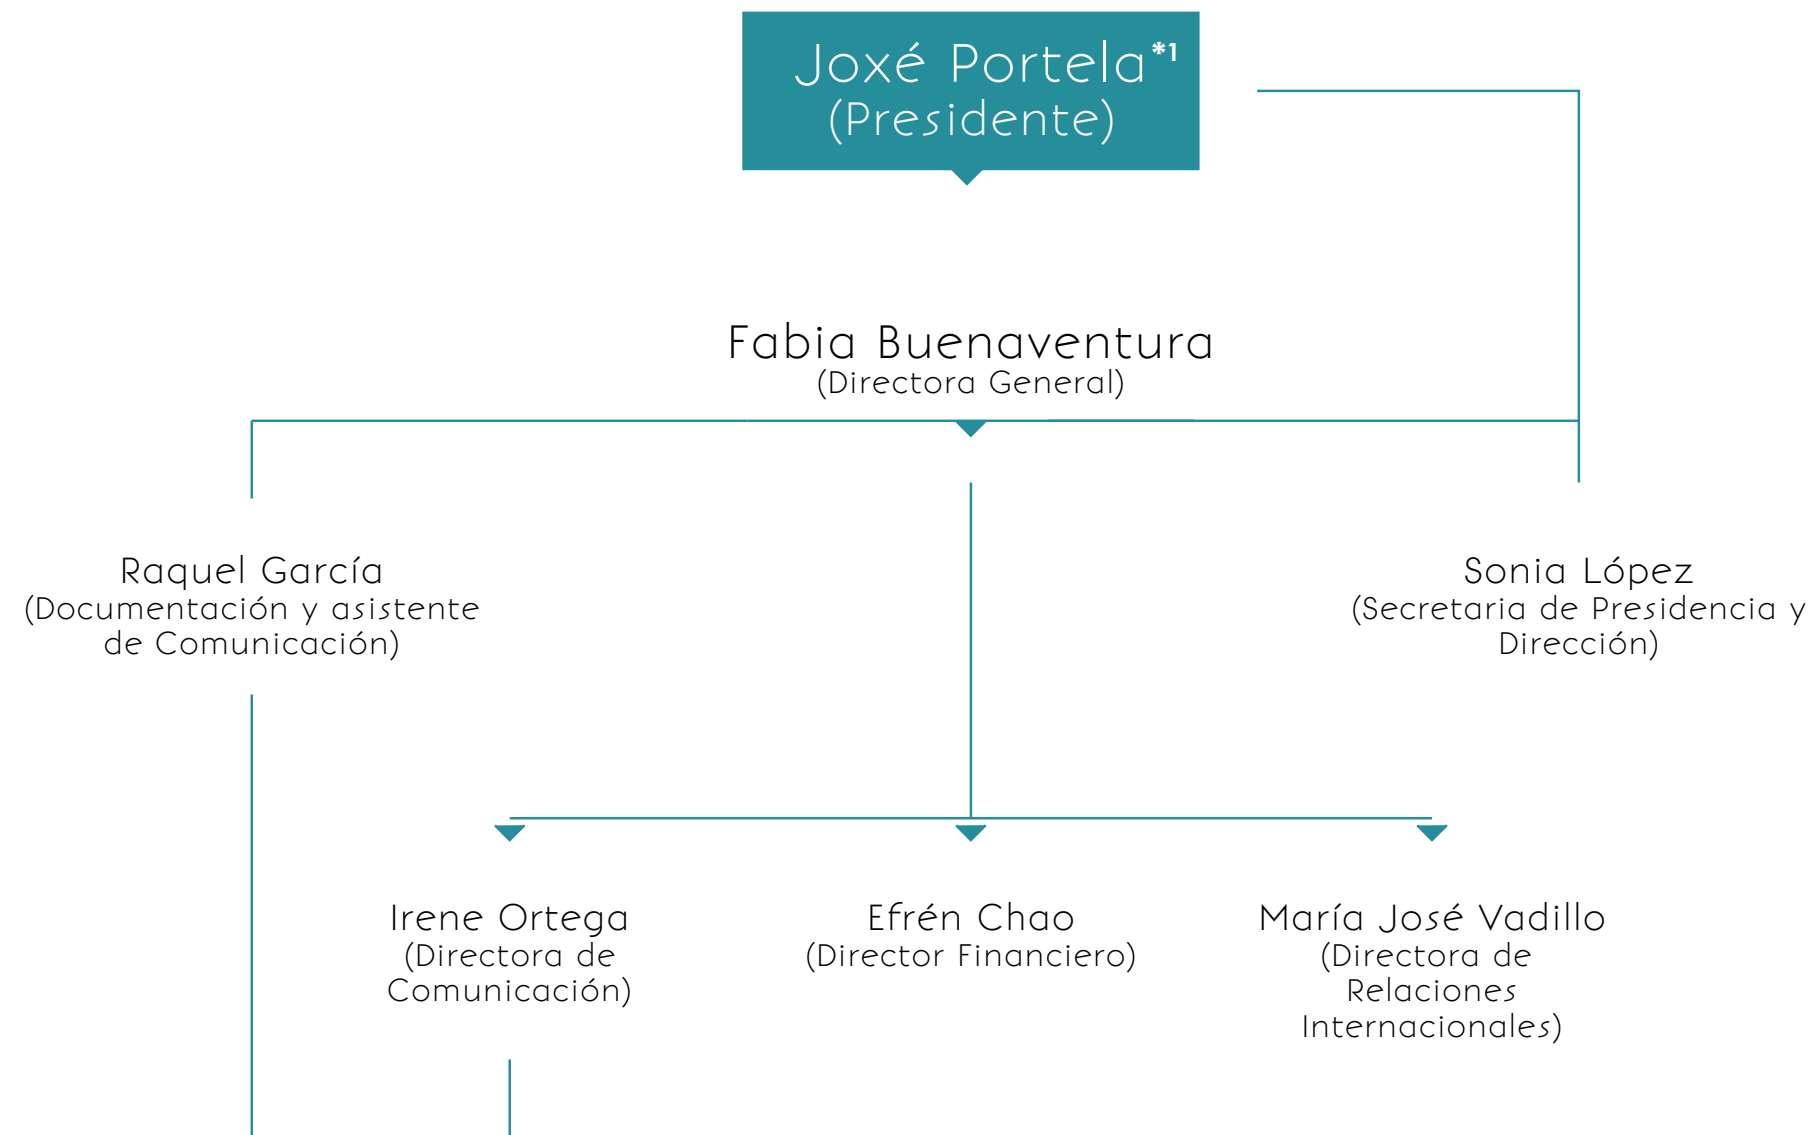 Joxé Portela*1
(Presidente)
Fabia Buenaventura
(Directora General)
Raquel García
(Documentación y asistente
de Comunicación)
Sonia López
(Secretaria de Presidencia y
Dirección)
Irene Ortega
(Directora de
Comunicación)
Efrén Chao
(Director Financiero)
María José Vadillo
(Directora de
Relaciones
Internacionales)